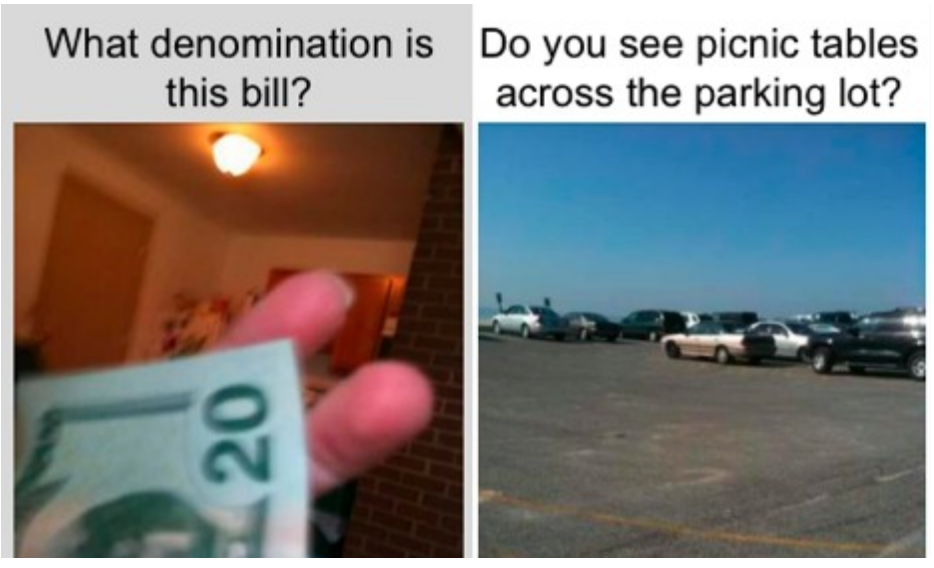 What denomination is
this bill?
Do you see picnic tables
across the parking lot?
20